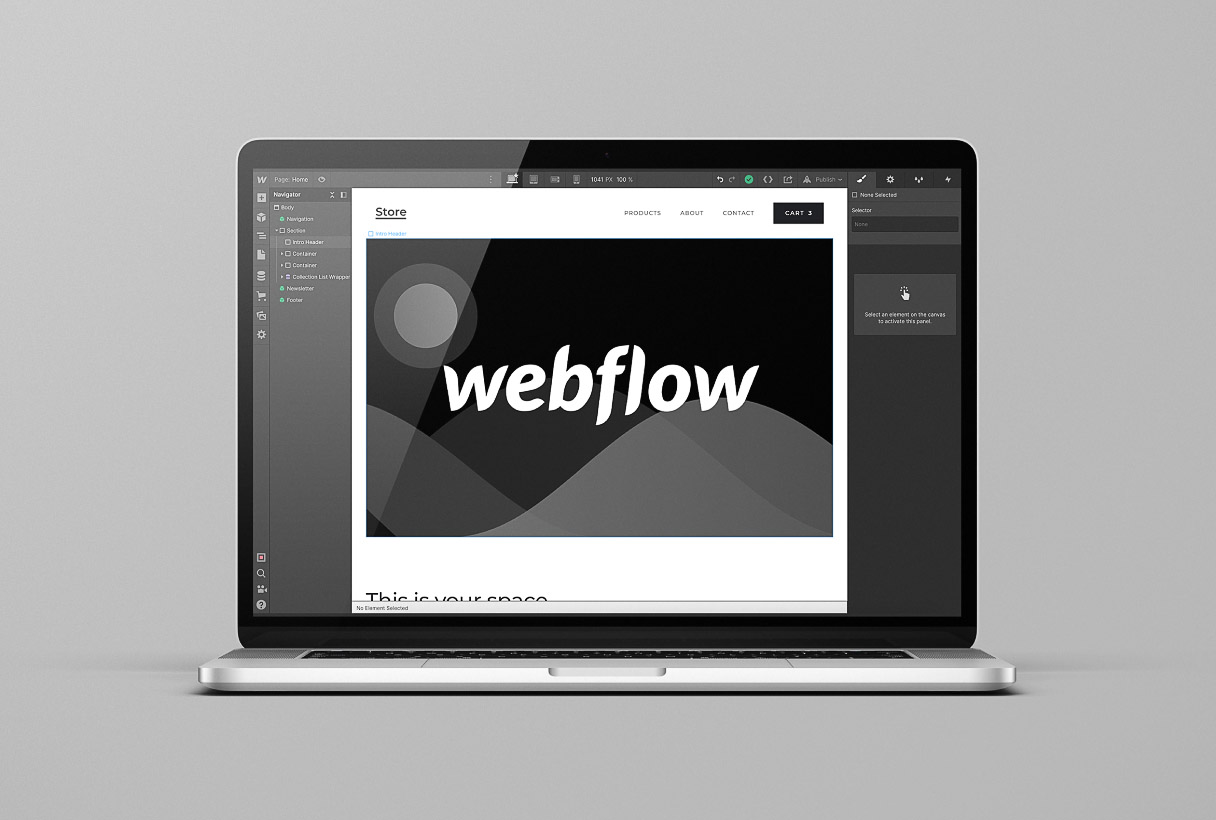 Page: Home
1041 PX 100 %
Publish
Navigator
Body
Navigation
Section
Intro Header
Container
Container
Collection List Wrapper
Newsletter
Footer
Store
PRODUCTS ABOUT CONTACT CART 3
Intro Header
webflow
This is your space
No Element Selected
None Selected
Selector
None
Select an element on the canvas
to activate this panel.